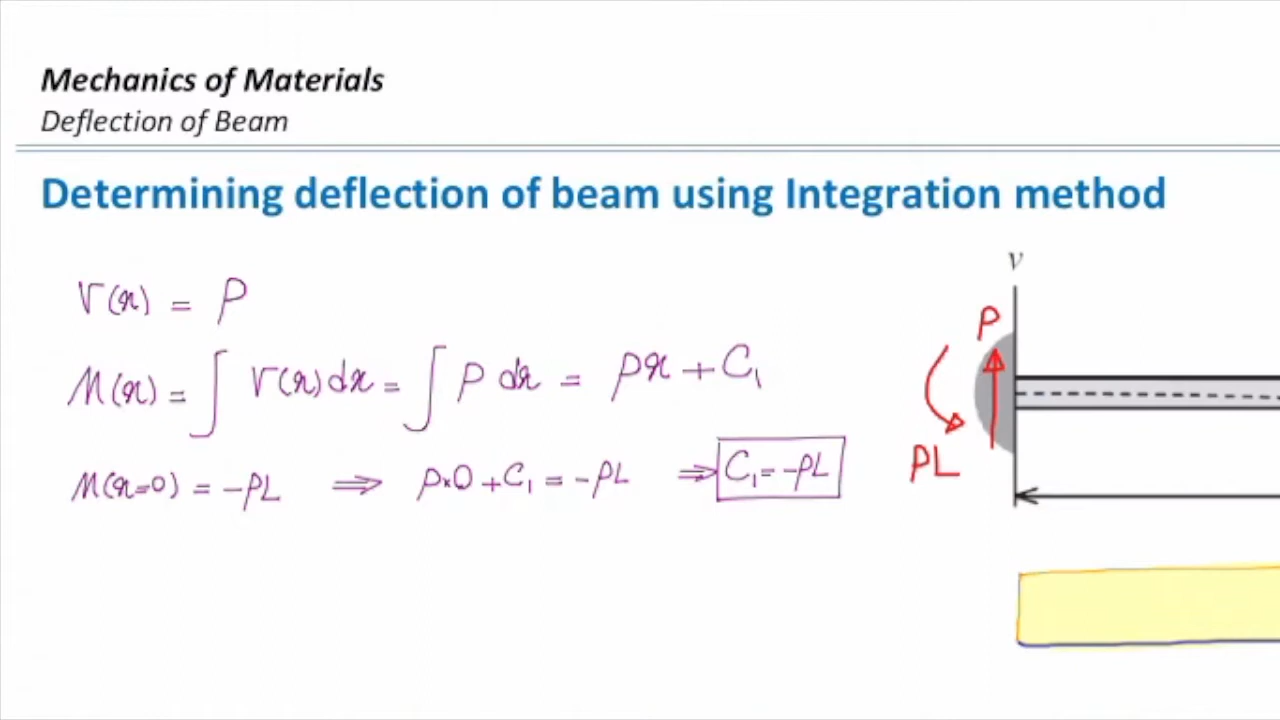 Mechanics of Materials
Deflection of Beam
Determining deflection of beam using Integration method
V(x) = P
M(x) = ∫ V(x)dx = ∫ P dx = Px + C₁
M(x=0) = -PL ⇒ P×0 + C₁ = -PL ⇒ C₁ = -PL
v
P
PL